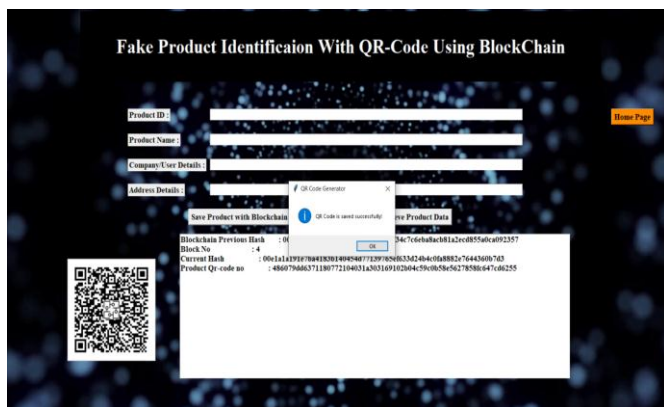 Fake Product Identificaion With QR-Code Using BlockChain
Home Page
Product ID :
Product Name :
Company/User Details :
Address Details :
QR Code Generator
QR Code is saved successfully!
OK
Save Product with Blockchain
Product Data
Blockchain Previous Hash :
Block No : 4
Current Hash :
Product Qr-code no :